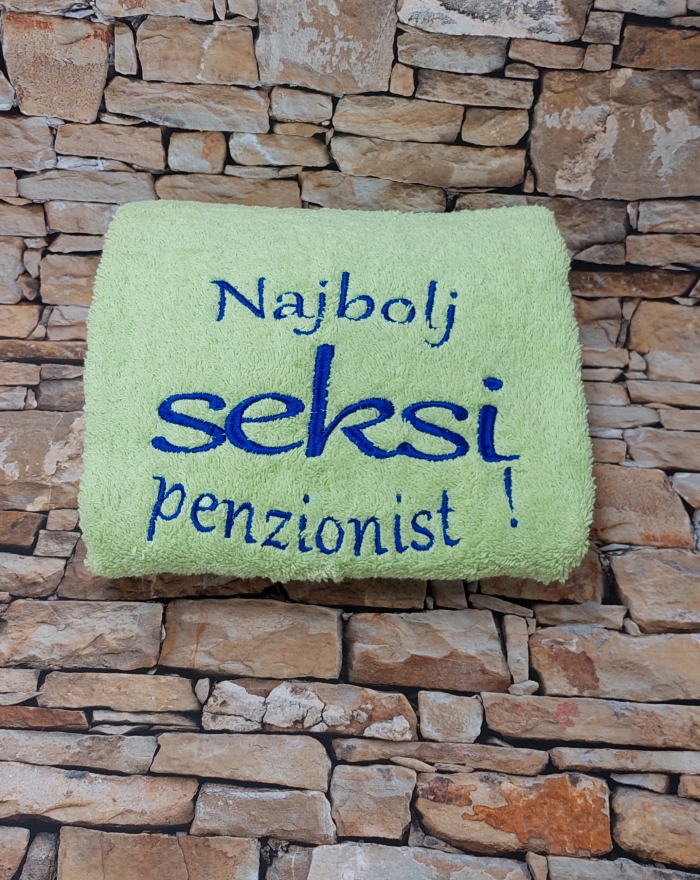 Najbolj
seksi
penzionist !